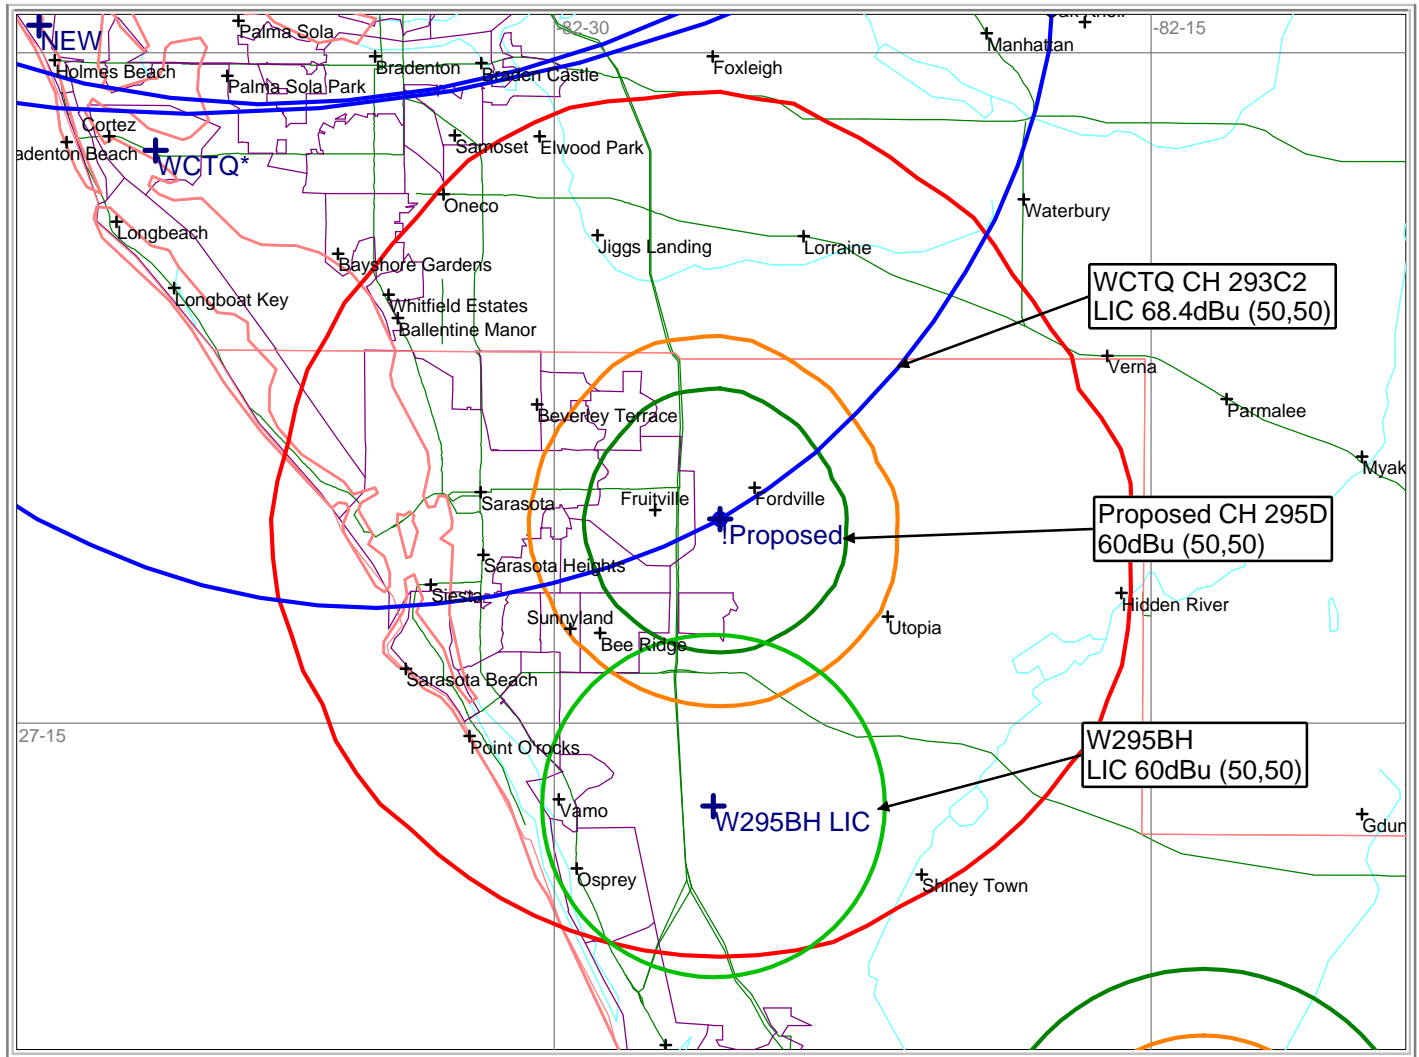 NEW
Palma Sola
-82-30
-82-15
Manhattan
Holmes Beach
Palma Sola Park
Bradenton
Braden Castle
Foxleigh
Cortez
adenton Beach
WCTQ*
Samoset
Elwood Park
Oneco
Waterbury
Longbeach
Jiggs Landing
Lorraine
Bayshore Gardens
WCTQ CH 293C2
LIC 68.4dBu (50,50)
Longboat Key
Whitfield Estates
Ballentine Manor
Verna
Beverley Terrace
Parmalee
Myak
Sarasota
Fruitville
Fordville
!Proposed
Proposed CH 295D
60dBu (50,50)
Sarasota Heights
Siesta
Hidden River
Sunnyland
Bee Ridge
Utopia
Sarasota Beach
27-15
Point O'rocks
W295BH
LIC 60dBu (50,50)
Vamo
W295BH LIC
Gdun
Osprey
Shiney Town